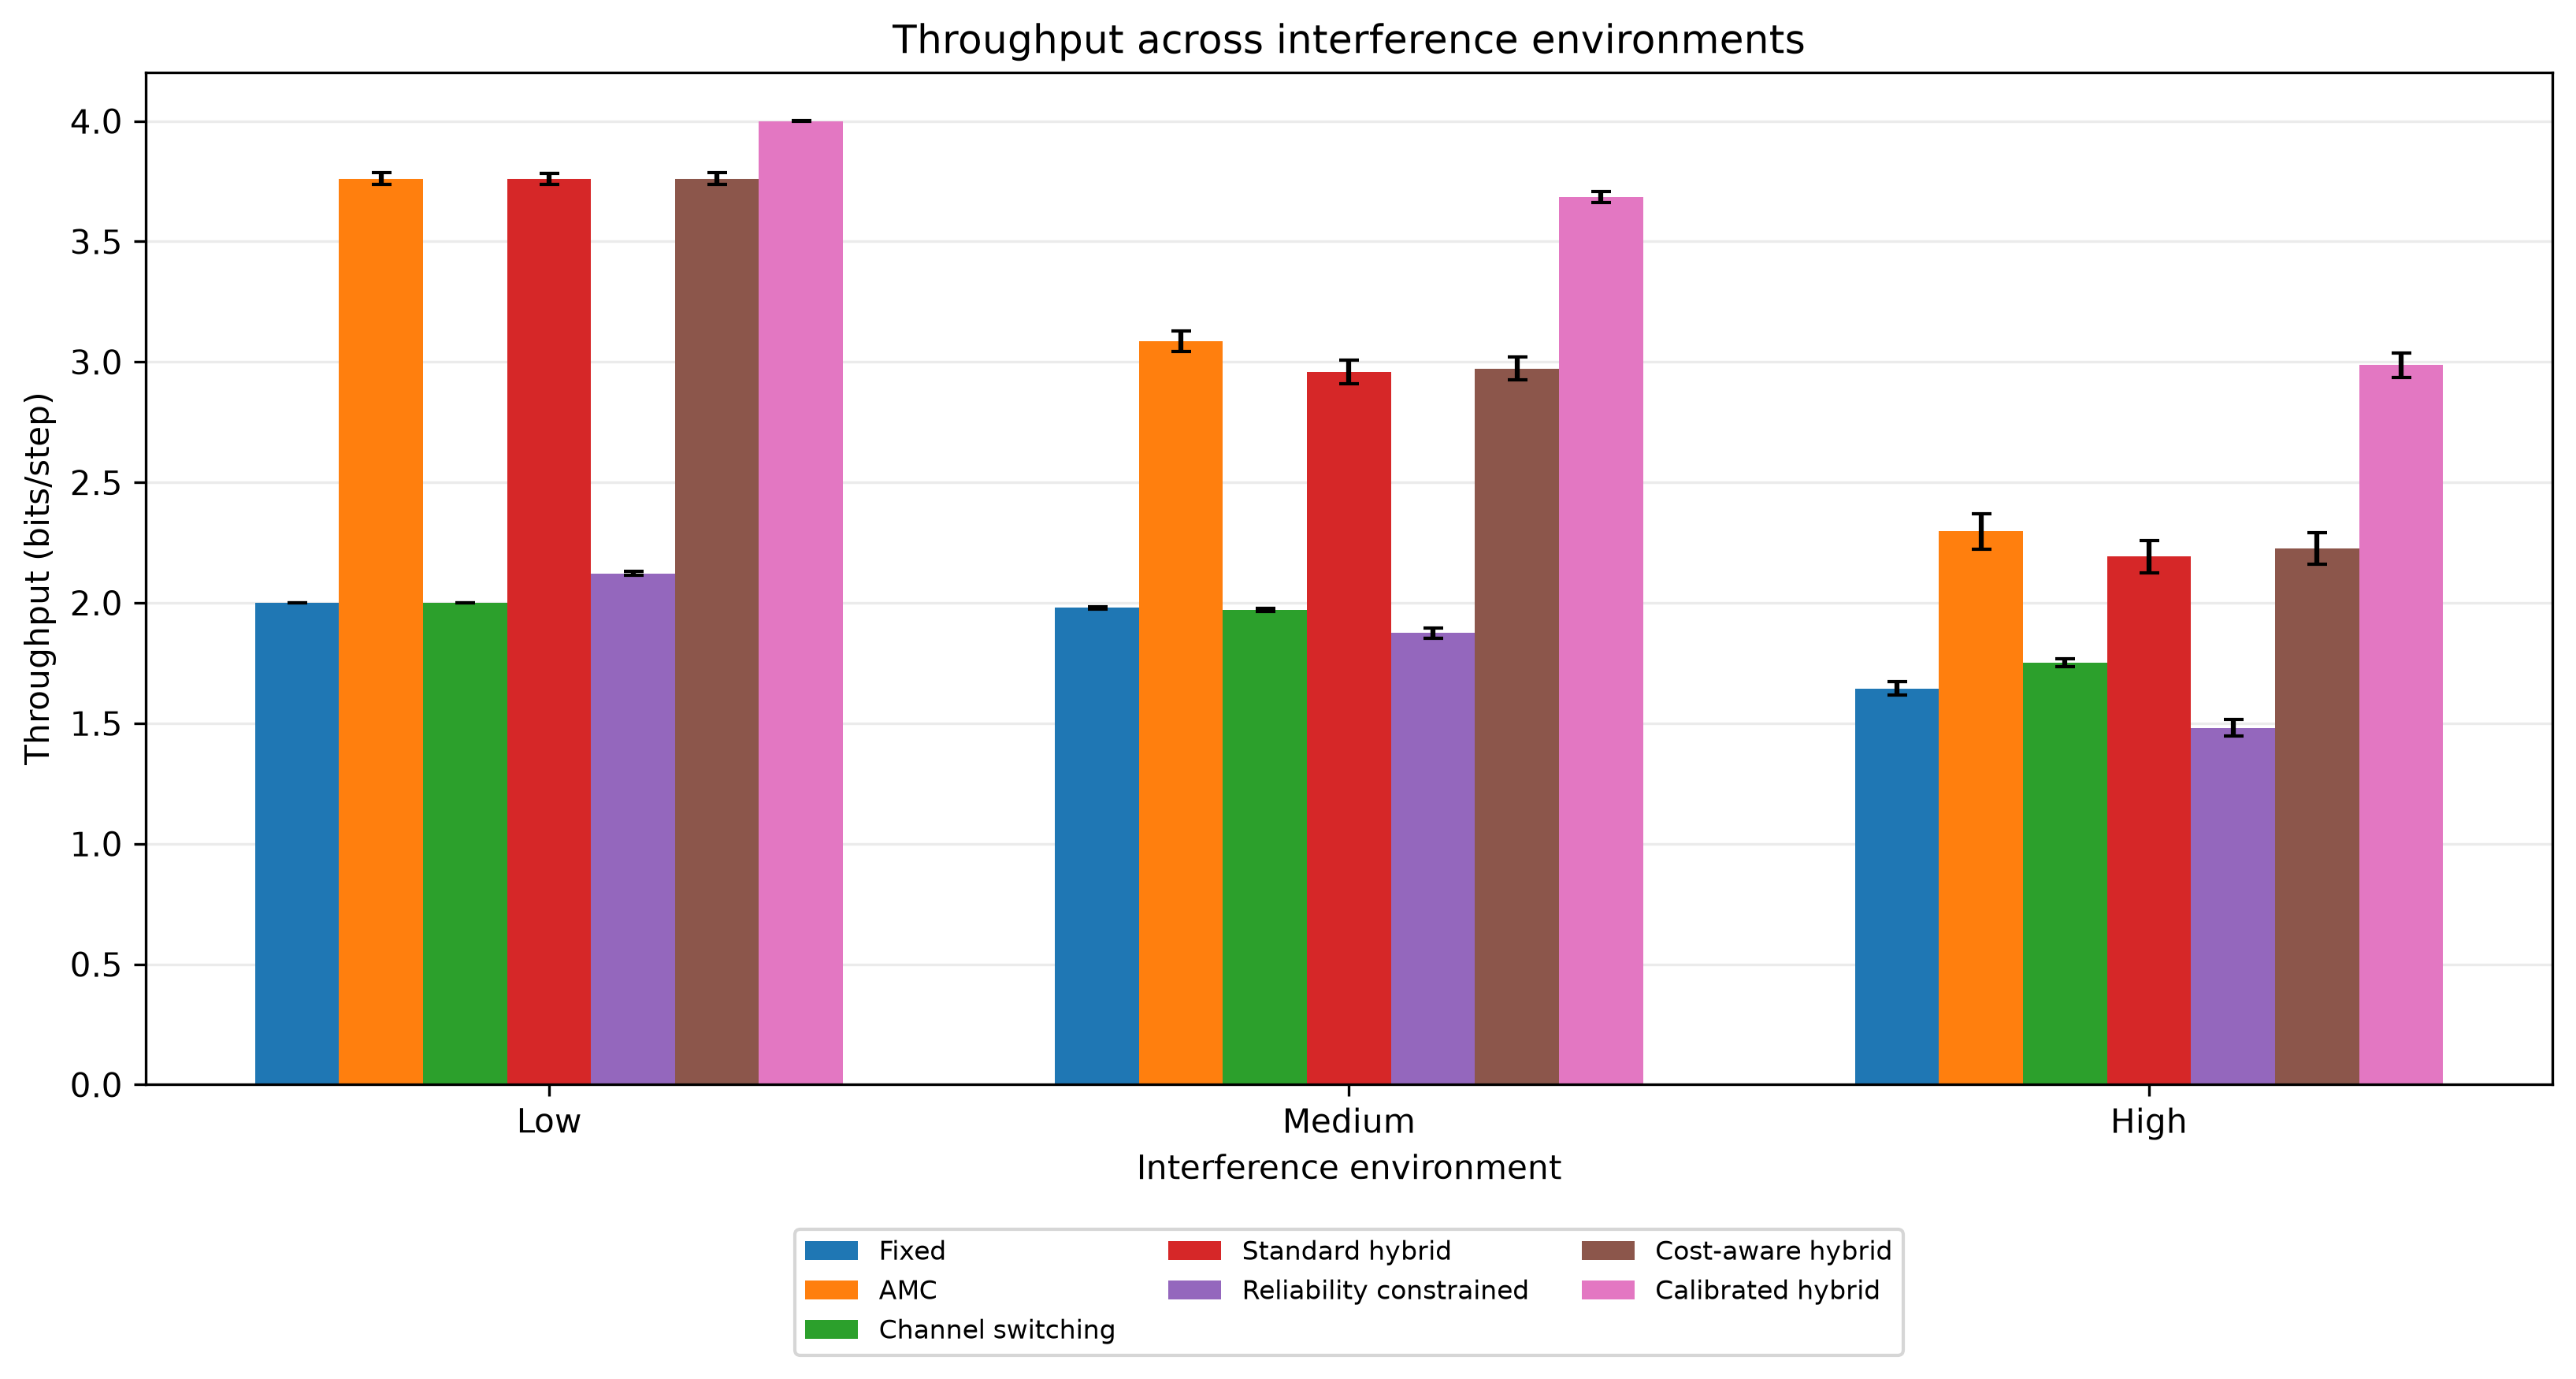 Throughput across interference environments
Throughput (bits/step)
4.0
3.5
3.0
2.5
2.0
1.5
1.0
0.5
0.0
Low Medium High
Interference environment
Fixed Standard hybrid Cost-aware hybrid
AMC Reliability constrained Calibrated hybrid
Channel switching